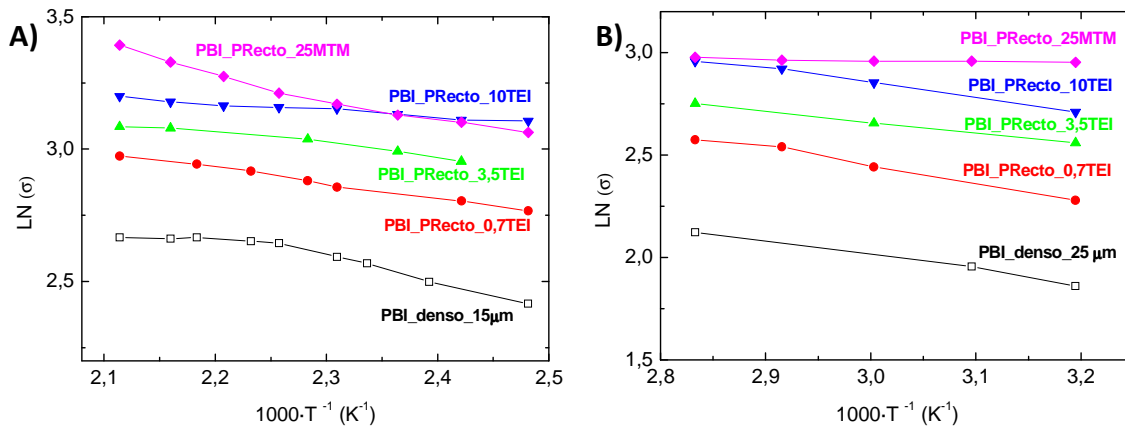 A)
3,5
3,0
2,5
LN (σ)
PBI_PRecto_25MTM
PBI_PRecto_10TEI
PBI_PRecto_3,5TEI
PBI_PRecto_0,7TEI
PBI_denso_15µm
2,1 2,2 2,3 2,4 2,5
1000·T -1 (K-1)
B)
3,0
2,5
2,0
1,5
LN (σ)
PBI_PRecto_25MTM
PBI_PRecto_10TEI
PBI_PRecto_3,5TEI
PBI_PRecto_0,7TEI
PBI_denso_25 µm
2,8 2,9 3,0 3,1 3,2
1000·T -1 (K-1)